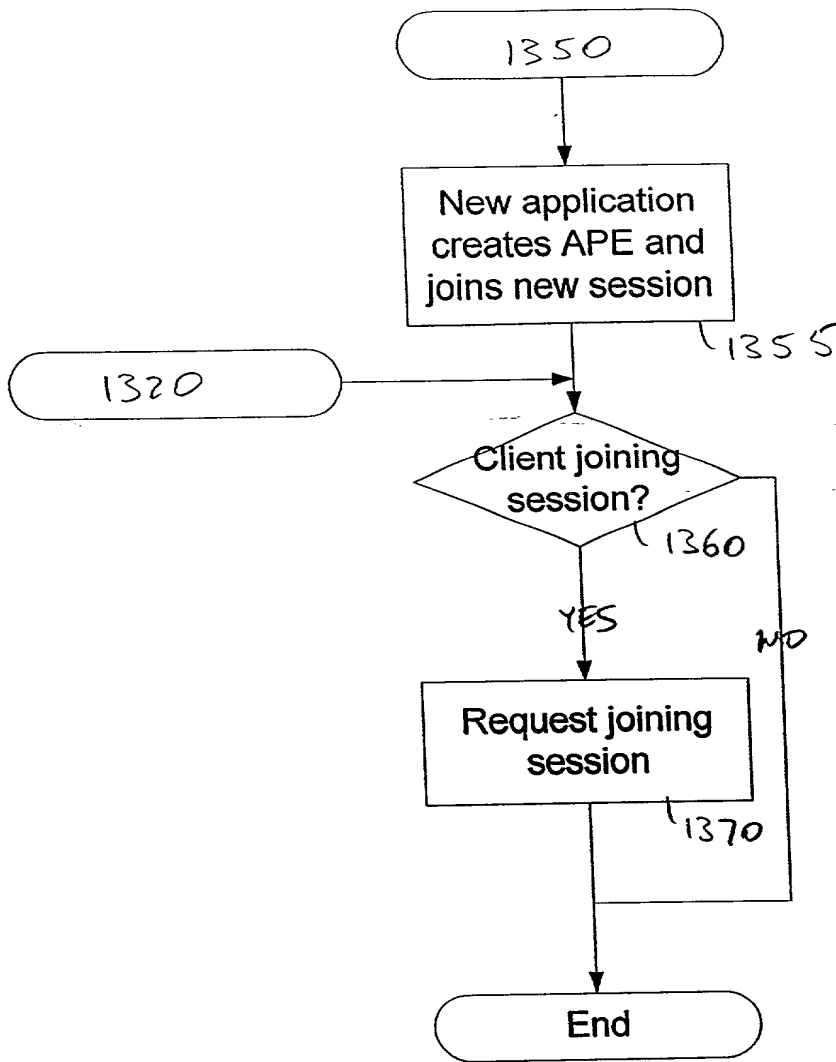 1350
New application
creates APE and
joins new session
1355
1320
Client joining
session?
1360
YES
NO
Request joining
session
1370
End